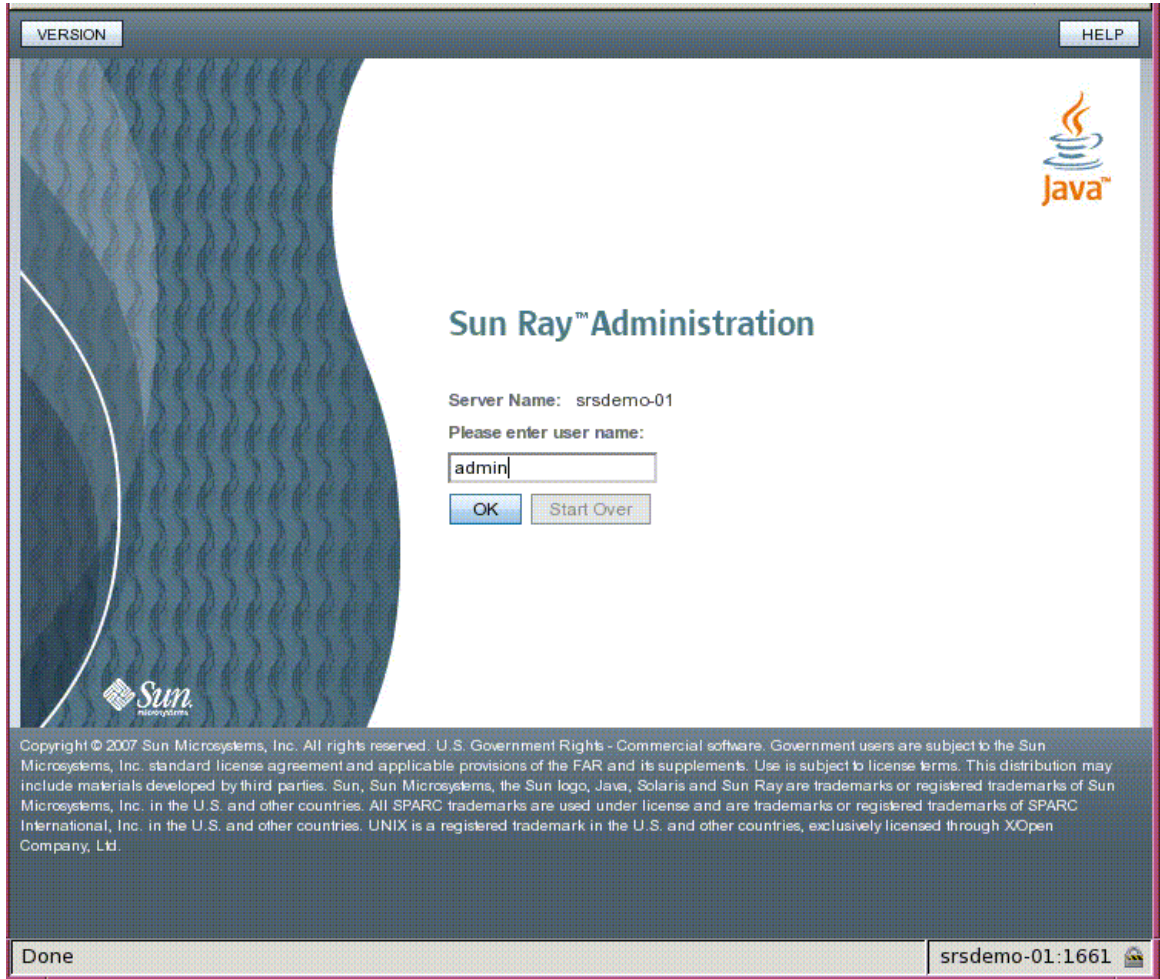 VERSION
HELP
Java™
Sun Ray™Administration
Server Name: srsdemo-01
Please enter user name:
admin
OK
Start Over
Sun
microsystems
Copyright © 2007 Sun Microsystems, Inc. All rights reserved. U.S. Government Rights - Commercial software. Government users are subject to the Sun
Microsystems, Inc. standard license agreement and applicable provisions of the FAR and its supplements. Use is subject to license terms. This distribution may
include materials developed by third parties. Sun, Sun Microsystems, the Sun logo, Java, Solaris and Sun Ray are trademarks or registered trademarks of Sun
Microsystems, Inc. in the U.S. and other countries. All SPARC trademarks are used under license and are trademarks or registered trademarks of SPARC
International, Inc. in the U.S. and other countries. UNIX is a registered trademark in the U.S. and other countries, exclusively licensed through X/Open
Company, Ltd.
Done
srsdemo-01:1661